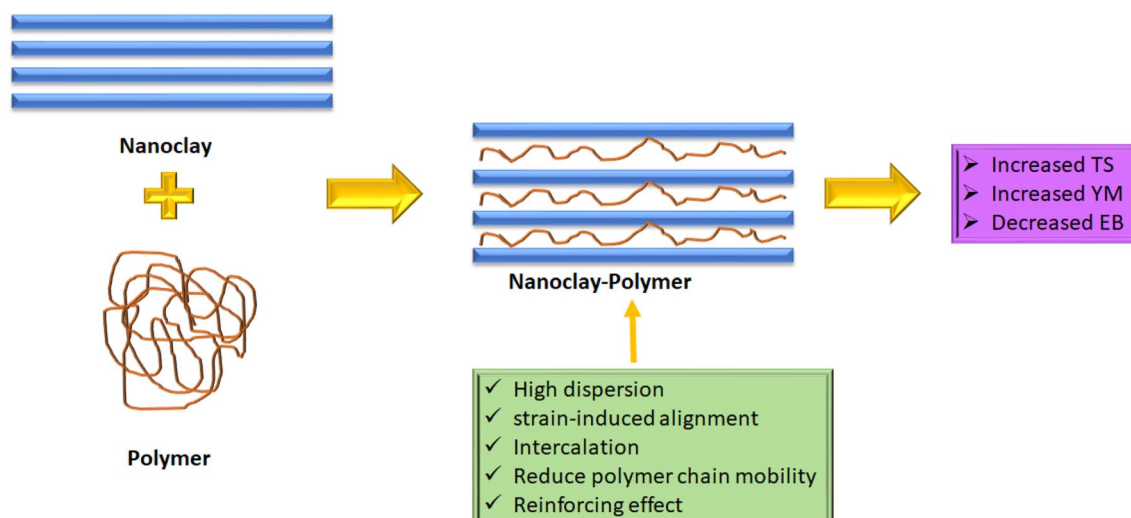 Nanoclay
Polymer
Nanoclay-Polymer
✓ High dispersion
✓ strain-induced alignment
✓ Intercalation
✓ Reduce polymer chain mobility
✓ Reinforcing effect
➢ Increased TS
➢ Increased YM
➢ Decreased EB